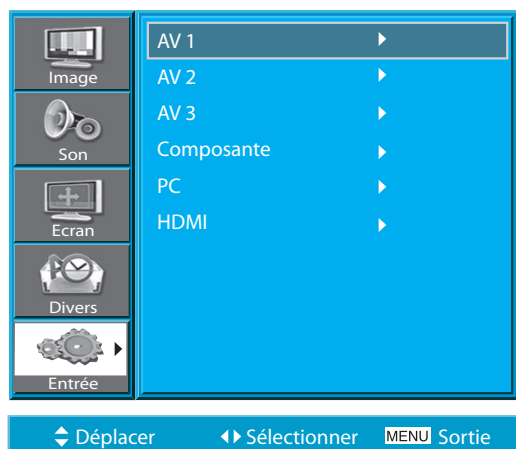 Image
Son
Ecran
Divers
Entrée
AV 1
AV 2
AV 3
Composante
PC
HDMI
Déplacer Sélectionner MENU Sortie